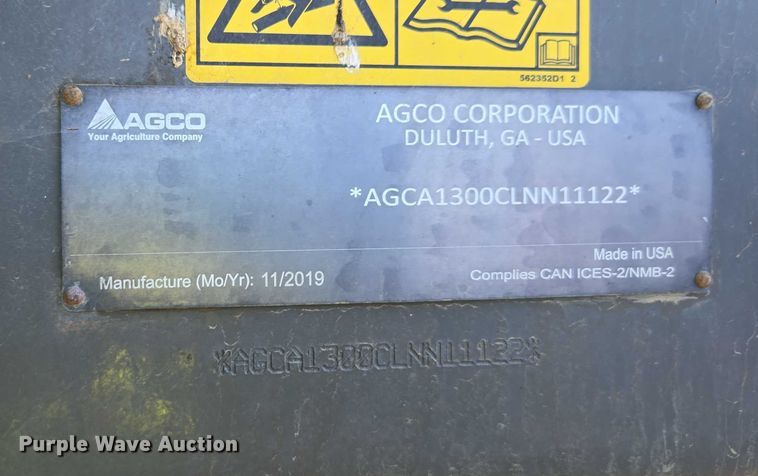 562352D1 2
AGCO
Your Agriculture Company
AGCO CORPORATION
DULUTH, GA - USA
*AGCA1300CLNN11122*
Made in USA
Manufacture (Mo/Yr): 11/2019
Complies CAN ICES-2/NMB-2
*AGCA1300CLNN11122*
Purple Wave Auction